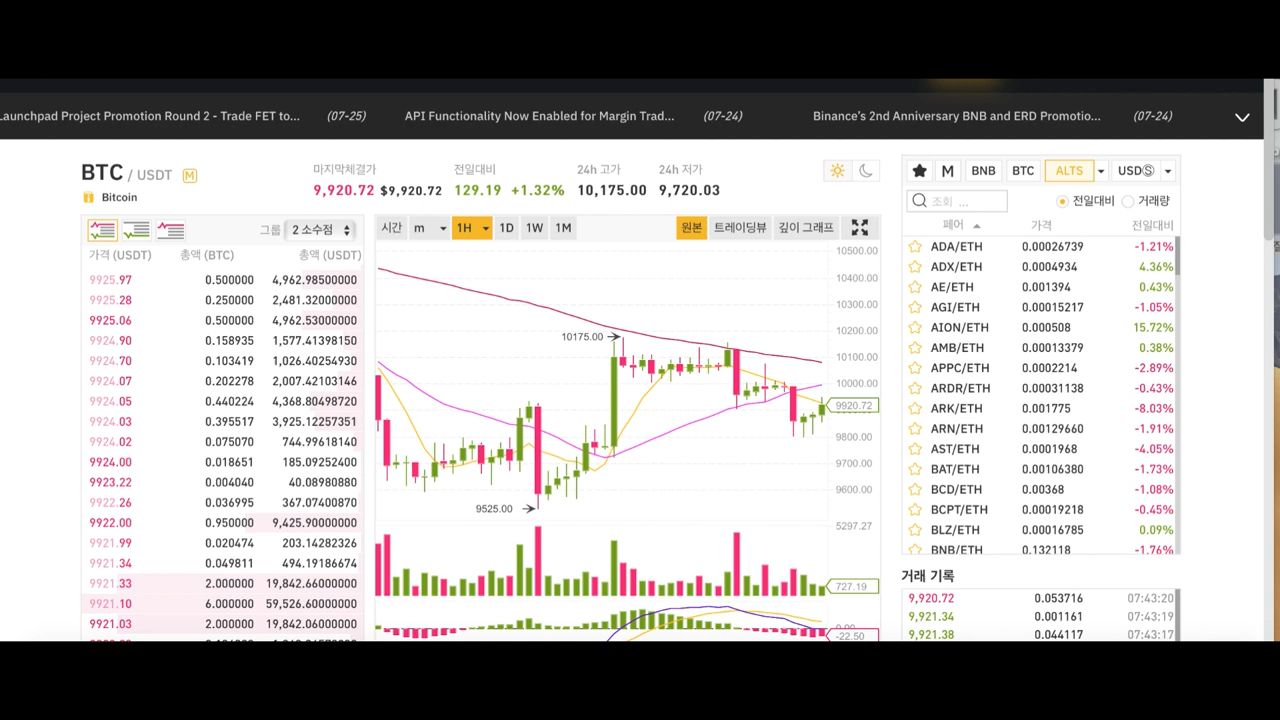 Launchpad Project Promotion Round 2 - Trade FET to... (07-25) API Functionality Now Enabled for Margin Trad... (07-24) Binance's 2nd Anniversary BNB and ERD Promotio... (07-24)
BTC / USDT M
Bitcoin
마지막체결가 전일대비 24h 고가 24h 저가
9,920.72 $9,920.72 129.19 +1.32% 10,175.00 9,720.03
그룹 2 소수점
가격 (USDT) 총액 (BTC) 총액 (USDT)
9925.97 0.500000 4,962.98500000
9925.28 0.250000 2,481.32000000
9925.06 0.500000 4,962.53000000
9924.90 0.158935 1,577.41398150
9924.70 0.103419 1,026.40254930
9924.07 0.202278 2,007.42103146
9924.05 0.440224 4,368.80498720
9924.03 0.395517 3,925.12257351
9924.02 0.075070 744.99618140
9924.00 0.018651 185.09252400
9923.22 0.004040 40.08980880
9922.26 0.036995 367.07400870
9922.00 0.950000 9,425.90000000
9921.99 0.020474 203.14282326
9921.34 0.049811 494.19186674
9921.33 2.000000 19,842.66000000
9921.10 6.000000 59,526.60000000
9921.03 2.000000 19,842.06000000
시간 m 1H 1D 1W 1M 원본 트레이딩뷰 깊이 그래프
10500.00
10400.00
10300.00
10200.00
10175.00
10100.00
10000.00
9920.72
9800.00
9700.00
9600.00
9525.00
5297.27
727.19
0.00
-22.50
M BNB BTC ALTS USDⓈ
조회 ... 전일대비 거래량
페어 가격 전일대비
ADA/ETH 0.00026739 -1.21%
ADX/ETH 0.0004934 4.36%
AE/ETH 0.001394 0.43%
AGI/ETH 0.00015217 -1.05%
AION/ETH 0.000508 15.72%
AMB/ETH 0.00013379 0.38%
APPC/ETH 0.0002214 -2.89%
ARDR/ETH 0.00031138 -0.43%
ARK/ETH 0.001775 -8.03%
ARN/ETH 0.00129660 -1.91%
AST/ETH 0.0001968 -4.05%
BAT/ETH 0.00106380 -1.73%
BCD/ETH 0.00368 -1.08%
BCPT/ETH 0.00019218 -0.45%
BLZ/ETH 0.00016785 0.09%
BNB/ETH 0.132118 -1.76%
거래 기록
9,920.72 0.053716 07:43:20
9,921.34 0.001161 07:43:19
9,921.38 0.044117 07:43:17